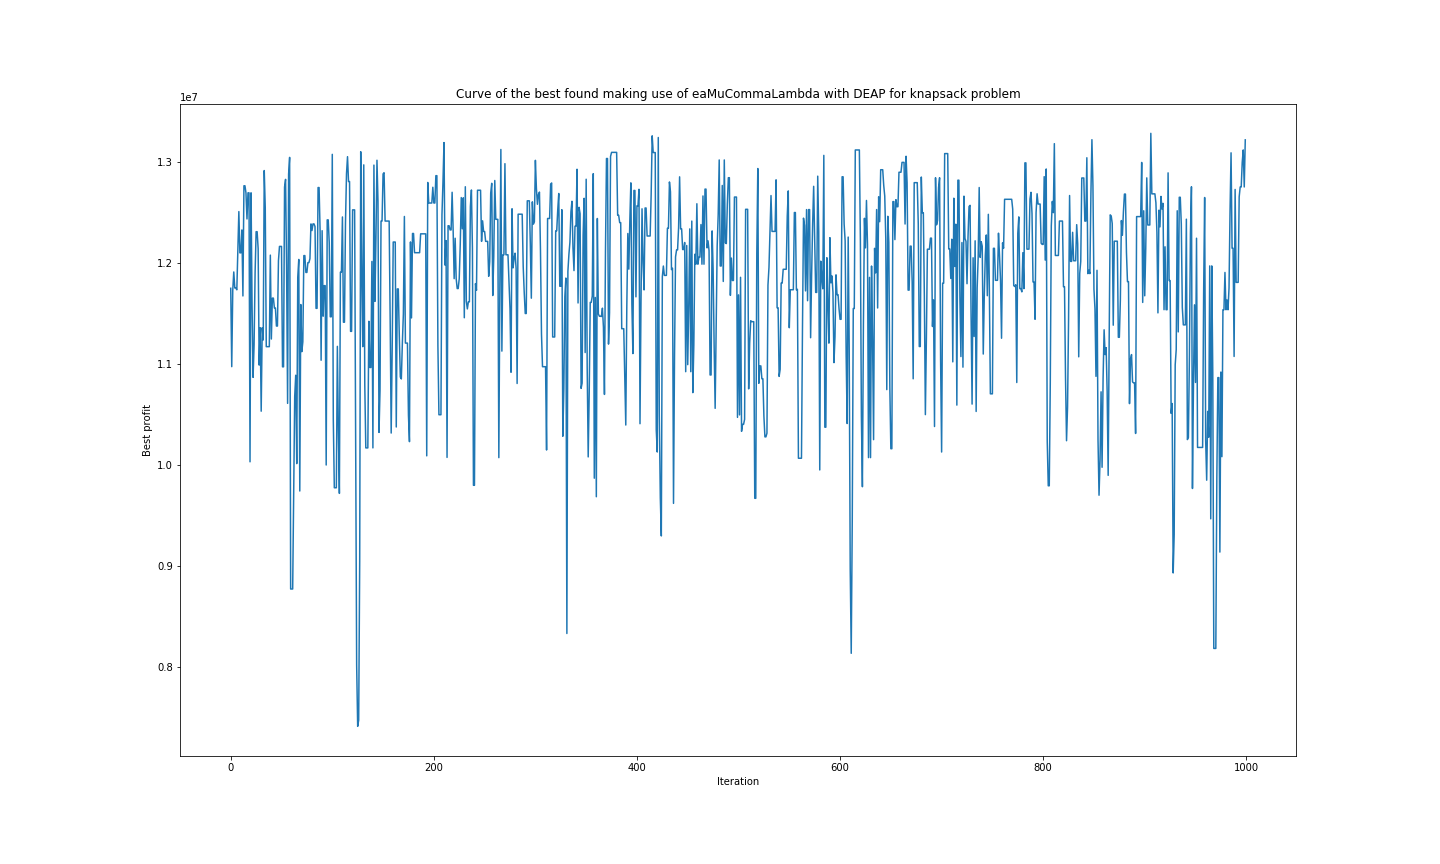 Curve of the best found making use of eaMuCommaLambda with DEAP for knapsack problem
1e7
1.3
1.2
1.1
1.0
0.9
0.8
Best profit
0 200 400 600 800 1000
Iteration